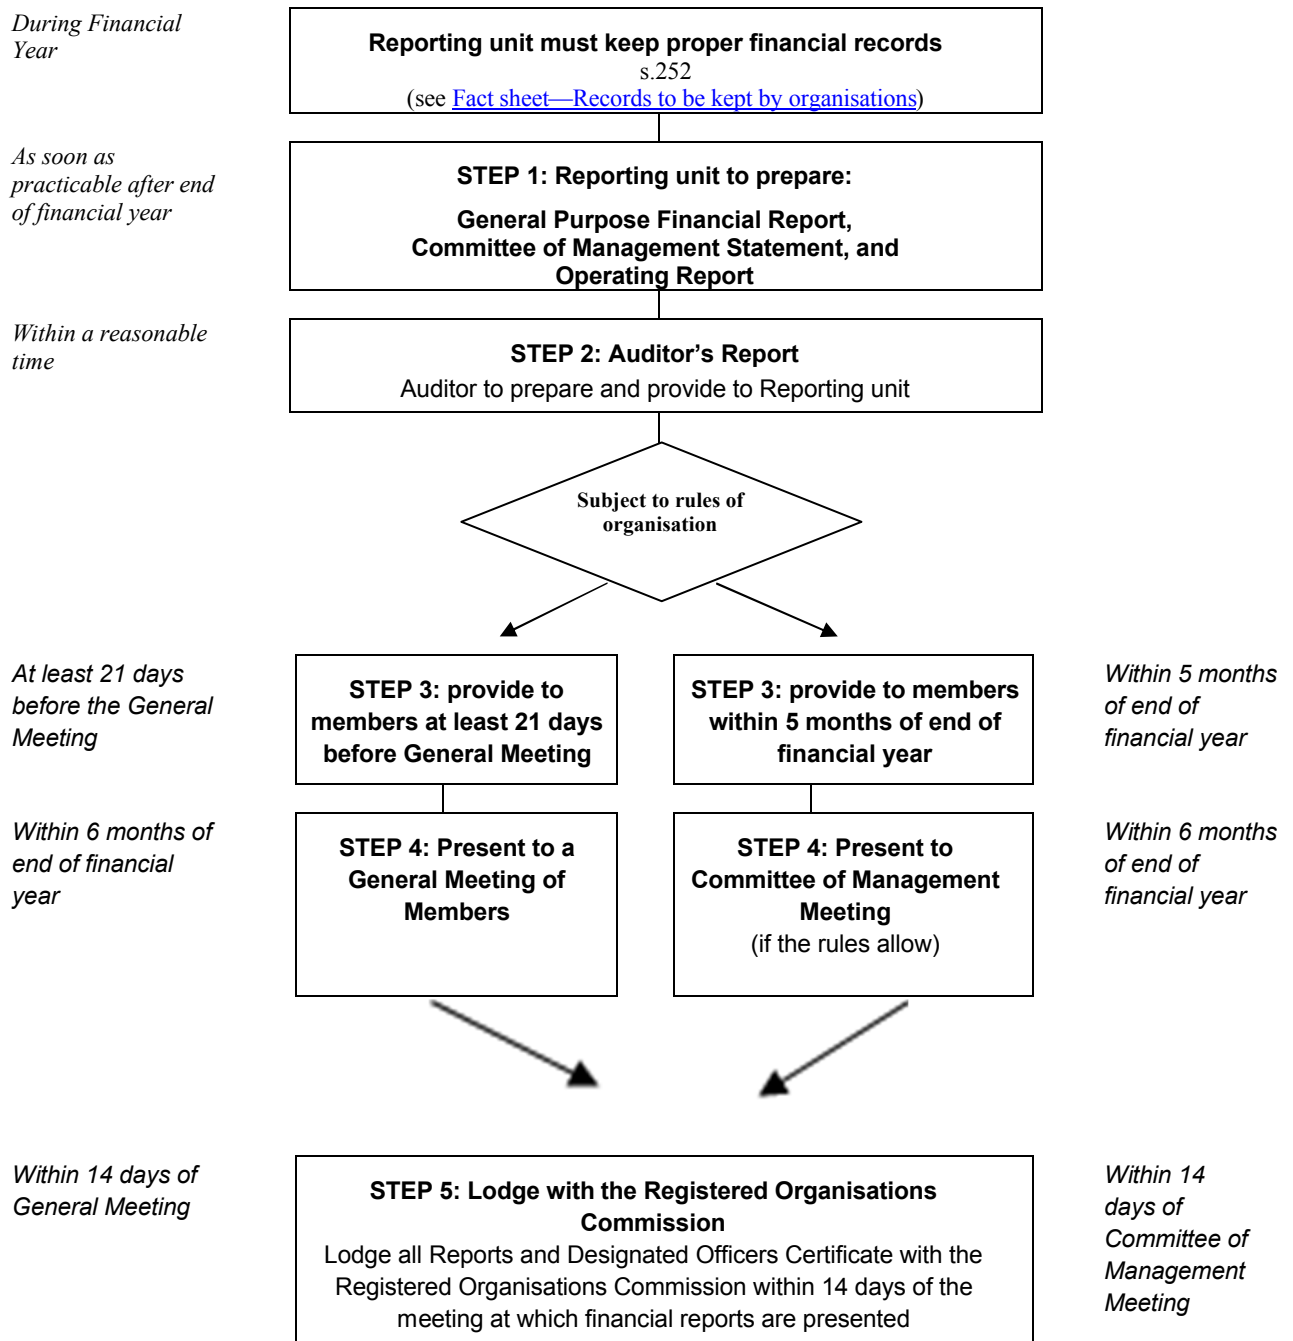 During Financial
Year
Reporting unit must keep proper financial records
s.252
(see Fact sheet—Records to be kept by organisations)
As soon as
practicable after end
of financial year
STEP 1: Reporting unit to prepare:
General Purpose Financial Report,
Committee of Management Statement, and
Operating Report
Within a reasonable
time
STEP 2: Auditor’s Report
Auditor to prepare and provide to Reporting unit
Subject to rules of
organisation
At least 21 days
before the General
Meeting
STEP 3: provide to
members at least 21 days
before General Meeting
STEP 3: provide to members
within 5 months of end of
financial year
Within 5 months
of end of
financial year
Within 6 months of
end of financial
year
STEP 4: Present to a
General Meeting of
Members
STEP 4: Present to
Committee of Management
Meeting
(if the rules allow)
Within 6 months
of end of
financial year
Within 14 days of
General Meeting
STEP 5: Lodge with the Registered Organisations
Commission
Lodge all Reports and Designated Officers Certificate with the
Registered Organisations Commission within 14 days of the
meeting at which financial reports are presented
Within 14
days of
Committee of
Management
Meeting